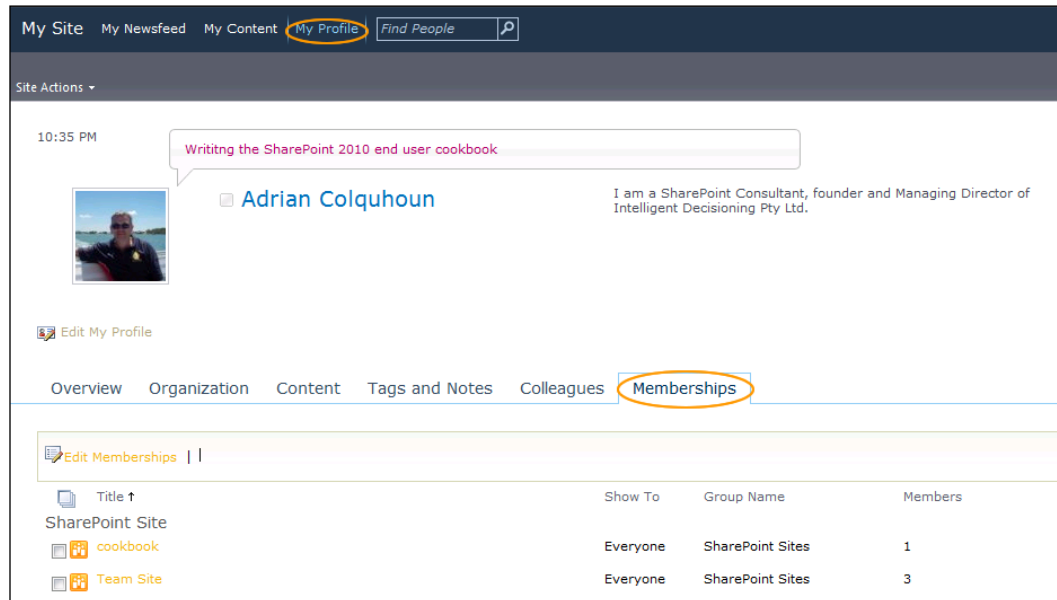 My Site My Newsfeed My Content My Profile Find People
Site Actions
10:35 PM
Writitng the SharePoint 2010 end user cookbook
Adrian Colquhoun
I am a SharePoint Consultant, founder and Managing Director of
Intelligent Decisioning Pty Ltd.
Edit My Profile
Overview Organization Content Tags and Notes Colleagues Memberships
Edit Memberships | |
Title ↑ Show To Group Name Members
SharePoint Site
cookbook Everyone SharePoint Sites 1
Team Site Everyone SharePoint Sites 3